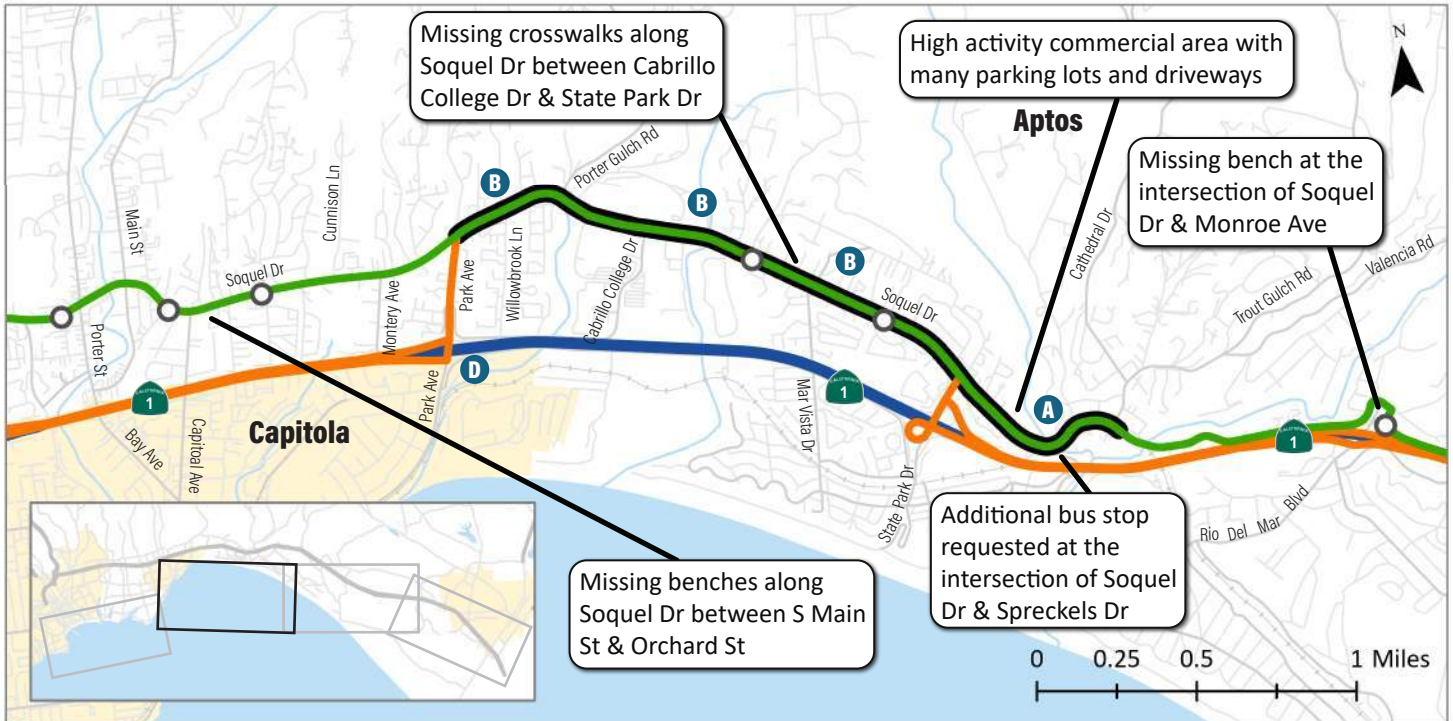 Missing crosswalks along
Soquel Dr between Cabrillo
College Dr & State Park Dr
High activity commercial area with
many parking lots and driveways
N
Aptos
Missing bench at the
intersection of Soquel
Dr & Monroe Ave
Porter Gulch Rd
B
B
B
Main St
Cunnison Ln
Soquel Dr
Montery Ave
Park Ave
Willowbrook Ln
Cabrillo College Dr
Soquel Dr
Cathedral Dr
Trout Gulch Rd
Valencia Rd
Porter St
D
A
CALIFORNIA
1
CALIFORNIA
1
CALIFORNIA
1
Capitola
Bay Ave
Capitoal Ave
Park Ave
Mar Vista Dr
State Park Dr
Rio Del Mar Blvd
Missing benches along
Soquel Dr between S Main
St & Orchard St
Additional bus stop
requested at the
intersection of Soquel
Dr & Spreckels Dr
0 0.25 0.5 1 Miles